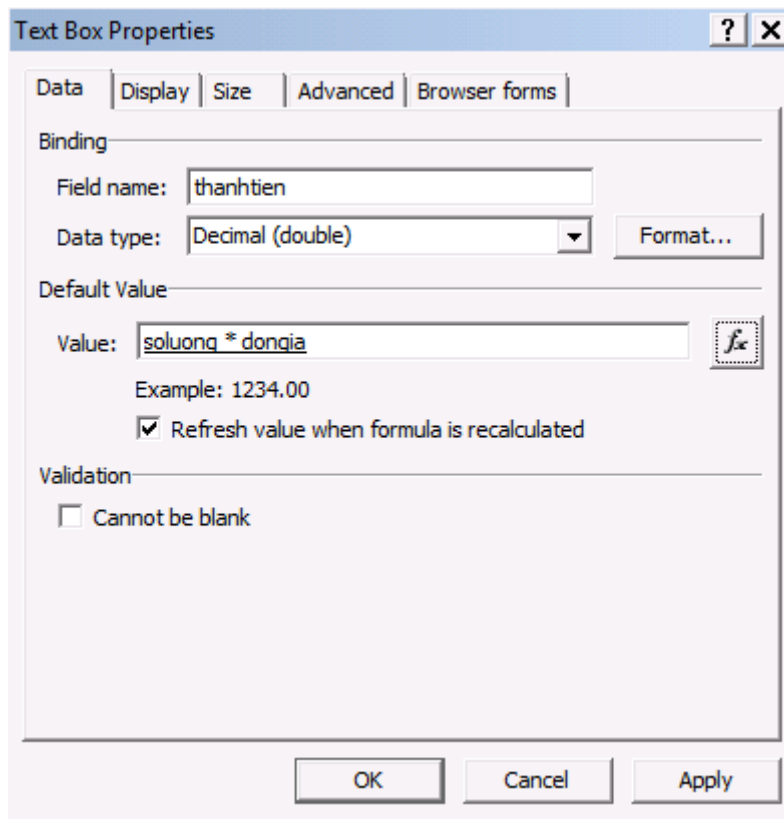 Text Box Properties
Data Display Size Advanced Browser forms
Binding
Field name: thanhtien
Data type: Decimal (double) Format...
Default Value
Value: soluong * dongia fx
Example: 1234.00
Refresh value when formula is recalculated
Validation
Cannot be blank
OK Cancel Apply